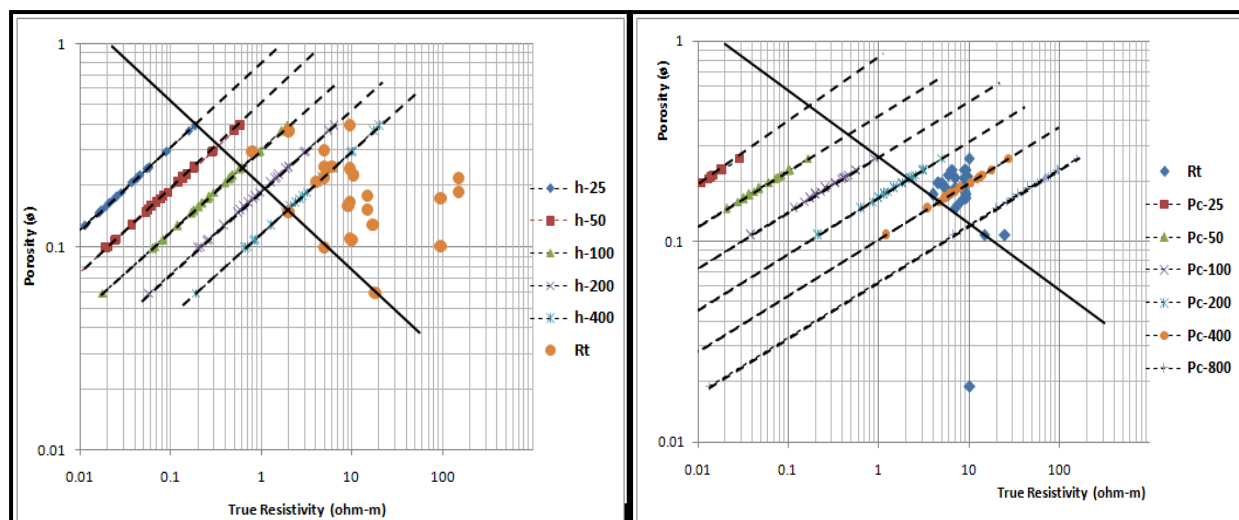 1
0.1
0.01
0.01
0.1
1
10
100
Porosity (ø)
True Resistivity (ohm-m)
h-25
h-50
h-100
h-200
h-400
Rt
1
0.1
0.01
0.01
0.1
1
10
100
Porosity (ø)
True Resistivity (ohm-m)
Rt
Pc-25
Pc-50
Pc-100
Pc-200
Pc-400
Pc-800